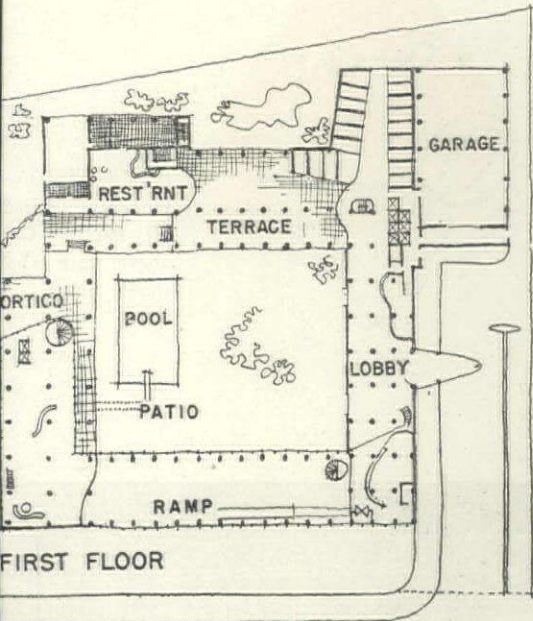 GARAGE
REST'RNT
TERRACE
ORTICO
POOL
LOBBY
PATIO
RAMP
FIRST FLOOR